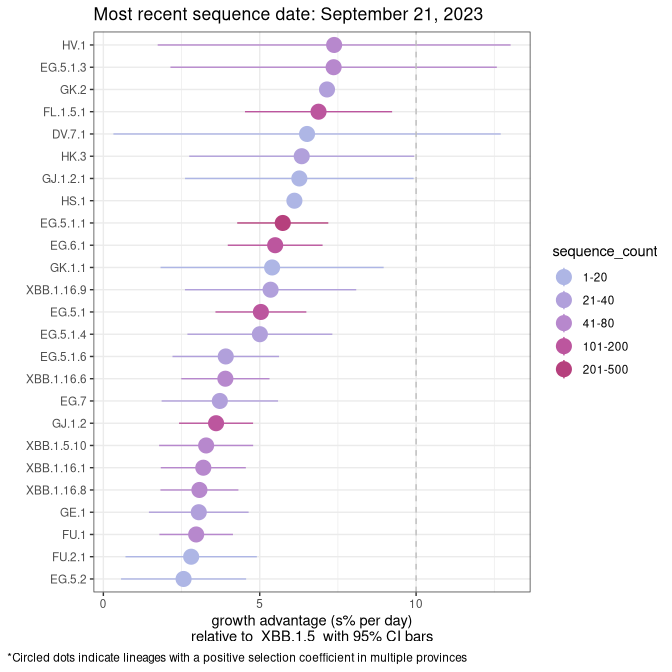 Most recent sequence date: September 21, 2023
HV.1
EG.5.1.3
GK.2
FL.1.5.1
DV.7.1
HK.3
GJ.1.2.1
HS.1
EG.5.1.1
EG.6.1
GK.1.1
XBB.1.16.9
EG.5.1
EG.5.1.4
EG.5.1.6
XBB.1.16.6
EG.7
GJ.1.2
XBB.1.5.10
XBB.1.16.1
XBB.1.16.8
GE.1
FU.1
FU.2.1
EG.5.2
0 5 10
growth advantage (s% per day)
relative to XBB.1.5 with 95% CI bars
sequence_count
1-20
21-40
41-80
101-200
201-500
*Circled dots indicate lineages with a positive selection coefficient in multiple provinces